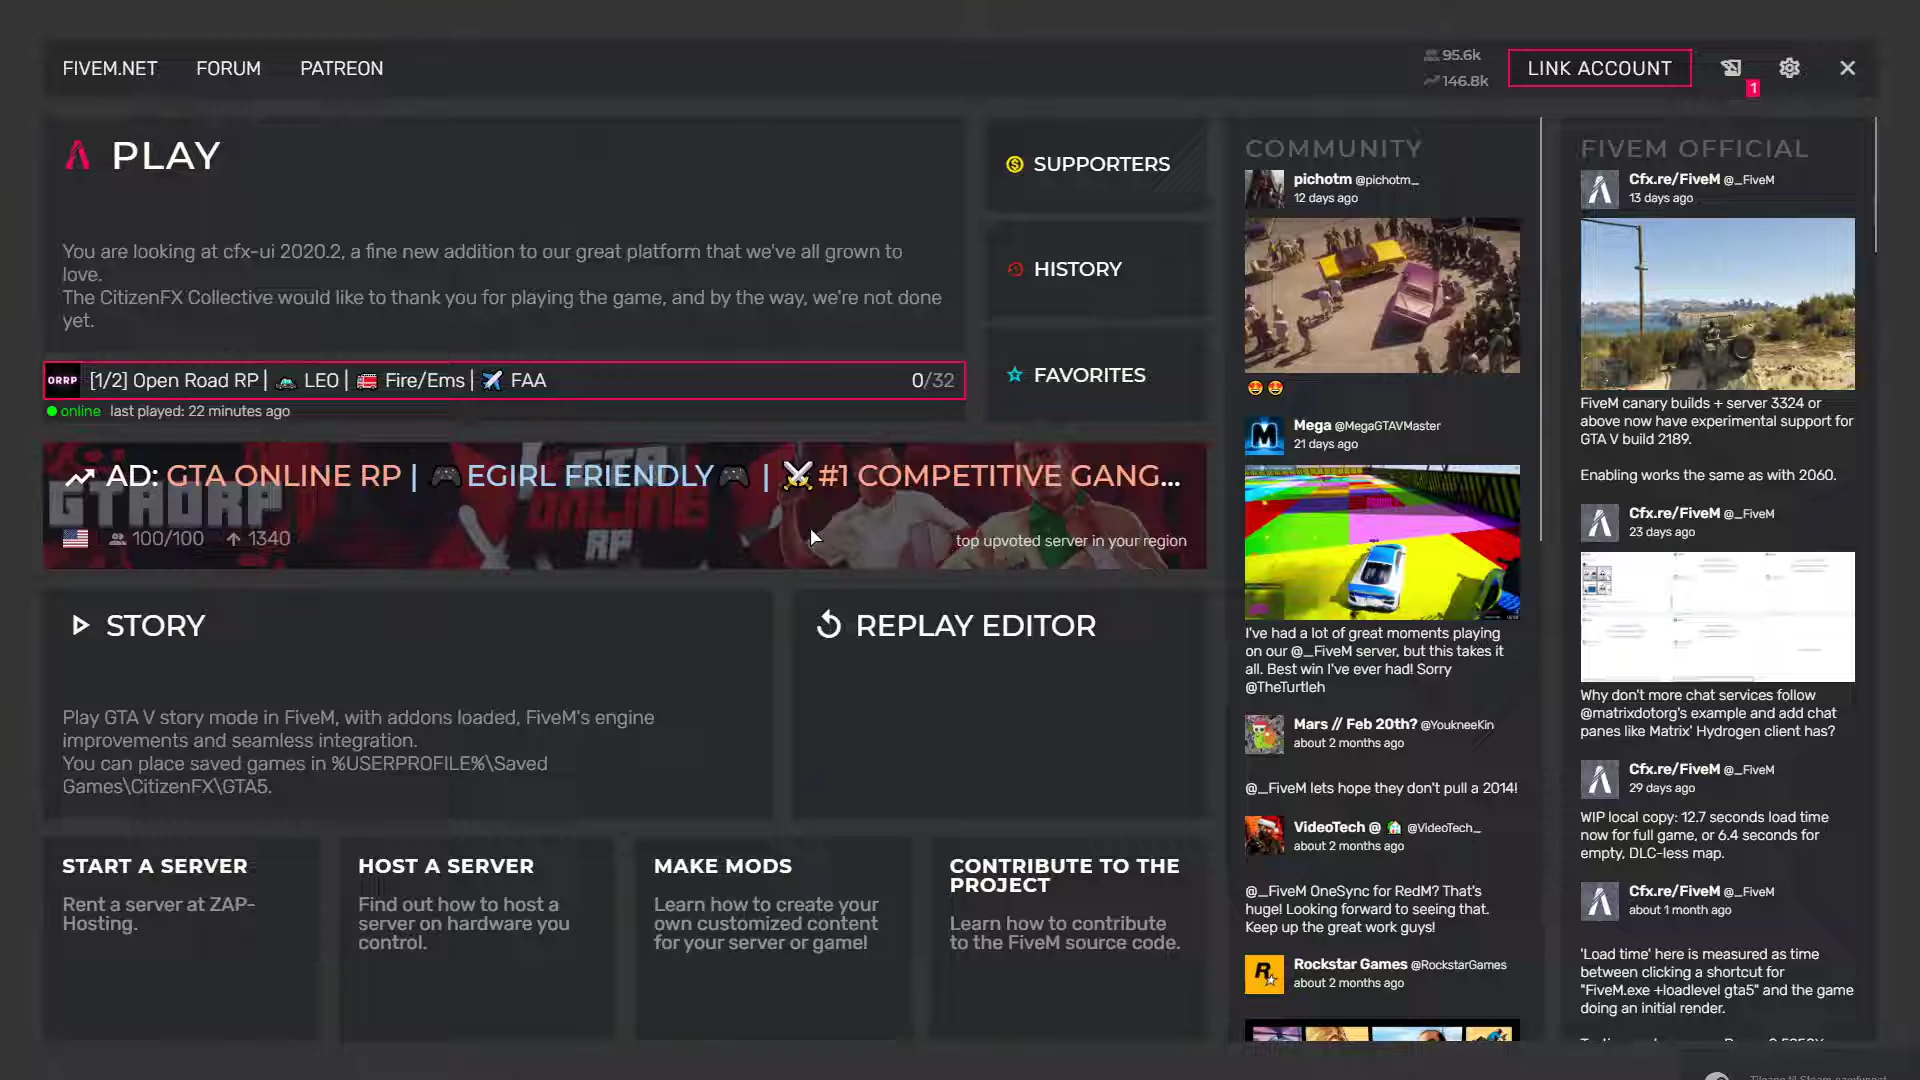 FIVEM.NET FORUM PATREON
95.6k
146.8k
LINK ACCOUNT
1
PLAY
You are looking at cfx-ui 2020.2, a fine new addition to our great platform that we've all grown to
love.
The CitizenFX Collective would like to thank you for playing the game, and by the way, we're not done
yet.
ORRP [1/2] Open Road RP | 🚓 LEO | 🚒 Fire/Ems | ✈️ FAA 0/32
online last played: 22 minutes ago
SUPPORTERS
HISTORY
FAVORITES
AD: GTA ONLINE RP | 🎮EGIRL FRIENDLY🎮 | ⚔️#1 COMPETITIVE GANG...
GTAORP
GTA
ONLINE
RP
100/100 1340
top upvoted server in your region
STORY
Play GTA V story mode in FiveM, with addons loaded, FiveM's engine
improvements and seamless integration.
You can place saved games in %USERPROFILE%\Saved
Games\CitizenFX\GTA5.
REPLAY EDITOR
START A SERVER
Rent a server at ZAP-
Hosting.
HOST A SERVER
Find out how to host a
server on hardware you
control.
MAKE MODS
Learn how to create your
own customized content
for your server or game!
CONTRIBUTE TO THE
PROJECT
Learn how to contribute
to the FiveM source code.
COMMUNITY
pichotm @pichotm_
12 days ago
😍 😍
Mega @MegaGTAVMaster
21 days ago
I've had a lot of great moments playing
on our @_FiveM server, but this takes it
all. Best win I've ever had! Sorry
@TheTurtleh
Mars // Feb 20th? @YoukneeKin
about 2 months ago
@_FiveM lets hope they don't pull a 2014!
VideoTech @ 🏠 @VideoTech_
about 2 months ago
@_FiveM OneSync for RedM? That's
huge! Looking forward to seeing that.
Keep up the great work guys!
Rockstar Games @RockstarGames
about 2 months ago
FIVEM OFFICIAL
Cfx.re/FiveM @_FiveM
13 days ago
FiveM canary builds + server 3324 or
above now have experimental support for
GTA V build 2189.
Enabling works the same as with 2060.
Cfx.re/FiveM @_FiveM
23 days ago
Why don't more chat services follow
@matrixdotorg's example and add chat
panes like Matrix' Hydrogen client has?
Cfx.re/FiveM @_FiveM
29 days ago
WIP local copy: 12.7 seconds load time
now for full game, or 6.4 seconds for
empty, DLC-less map.
Cfx.re/FiveM @_FiveM
about 1 month ago
'Load time' here is measured as time
between clicking a shortcut for
"FiveM.exe +loadlevel gta5" and the game
doing an initial render.